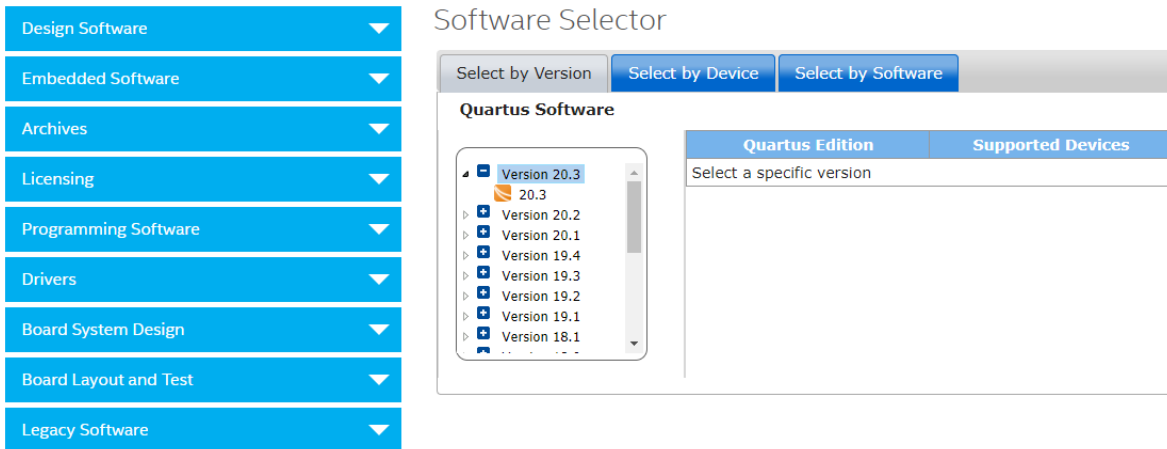 Design Software
Embedded Software
Archives
Licensing
Programming Software
Drivers
Board System Design
Board Layout and Test
Legacy Software
Software Selector
Select by Version
Select by Device
Select by Software
Quartus Software
Version 20.3
20.3
Version 20.2
Version 20.1
Version 19.4
Version 19.3
Version 19.2
Version 19.1
Version 18.1
Quartus Edition
Supported Devices
Select a specific version